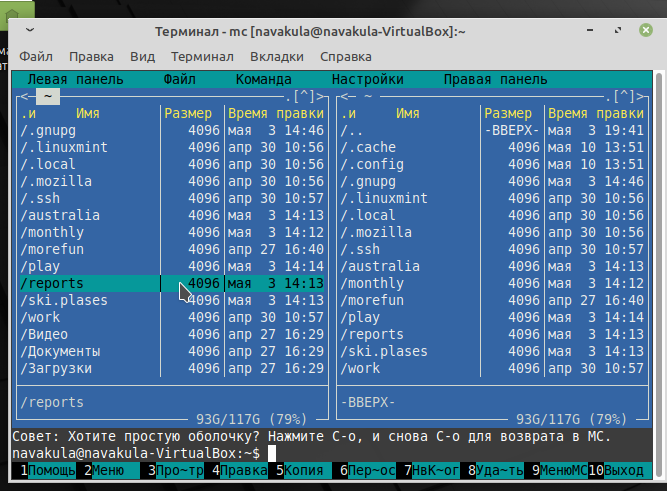 Терминал - mc [navakula@navakula-VirtualBox]:~
Файл Правка Вид Терминал Вкладки Справка
Левая панель Файл Команда Настройки Правая панель
<─ ~ ─.[^]> <─ ~ ─.[^]>
.и Имя Размер Время правки .и Имя Размер Время правки
/.gnupg 4096 мая 3 14:46 /.. -ВВЕРХ- мая 3 19:41
/.linuxmint 4096 апр 30 10:56 /.cache 4096 мая 10 13:51
/.local 4096 апр 30 10:56 /.config 4096 мая 10 13:51
/.mozilla 4096 апр 30 10:56 /.gnupg 4096 мая 3 14:46
/.ssh 4096 апр 30 10:57 /.linuxmint 4096 апр 30 10:56
/australia 4096 мая 3 14:13 /.local 4096 апр 30 10:56
/monthly 4096 мая 3 14:12 /.mozilla 4096 апр 30 10:56
/morefun 4096 апр 27 16:40 /.ssh 4096 апр 30 10:57
/play 4096 мая 3 14:14 /australia 4096 мая 3 14:13
/reports 4096 мая 3 14:13 /monthly 4096 мая 3 14:12
/ski.plases 4096 мая 3 14:13 /morefun 4096 апр 27 16:40
/work 4096 апр 30 10:57 /play 4096 мая 3 14:14
/Видео 4096 апр 27 16:29 /reports 4096 мая 3 14:13
/Документы 4096 апр 27 16:29 /ski.plases 4096 мая 3 14:13
/Загрузки 4096 апр 27 16:29 /work 4096 апр 30 10:57
/reports -ВВЕРХ-
93G/117G (79%) 93G/117G (79%)
Совет: Хотите простую оболочку? Нажмите C-o, и снова C-o для возврата в MC.
navakula@navakula-VirtualBox:~$
1Помощь 2Меню 3Про~тр 4Правка 5Копия 6Пер~ос 7НвК~ог 8Уда~ть 9МенюMC 10Выход